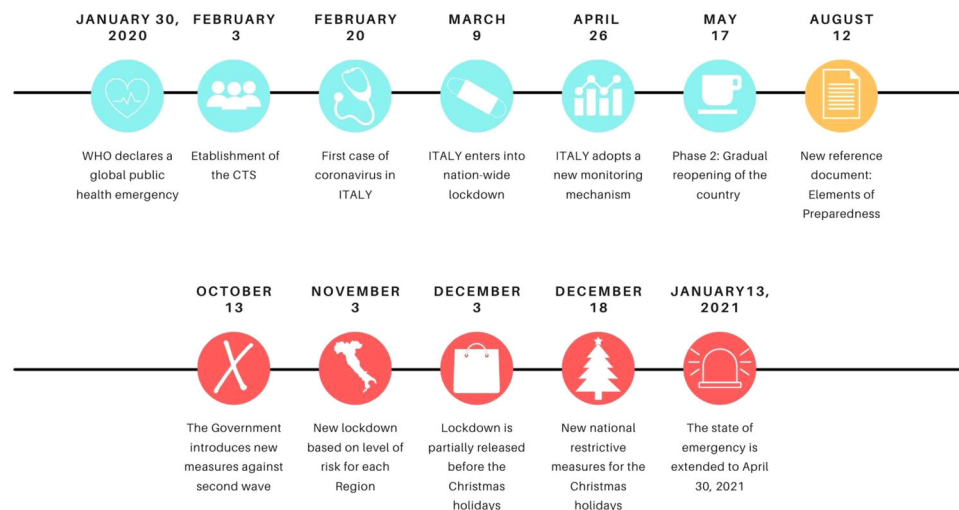 JANUARY 30,
2020
FEBRUARY
3
FEBRUARY
20
MARCH
9
APRIL
26
MAY
17
AUGUST
12
WHO declares a
global public
health emergency
Etablishment of
the CTS
First case of
coronavirus in
ITALY
ITALY enters into
nation-wide
lockdown
ITALY adopts a
new monitoring
mechanism
Phase 2: Gradual
reopening of the
country
New reference
document:
Elements of
Preparedness
OCTOBER
13
NOVEMBER
3
DECEMBER
3
DECEMBER
18
JANUARY13,
2021
The Government
introduces new
measures against
second wave
New lockdown
based on level of
risk for each
Region
Lockdown is
partially released
before the
Christmas
holidays
New national
restrictive
measures for the
Christmas
holidays
The state of
emergency is
extended to April
30, 2021